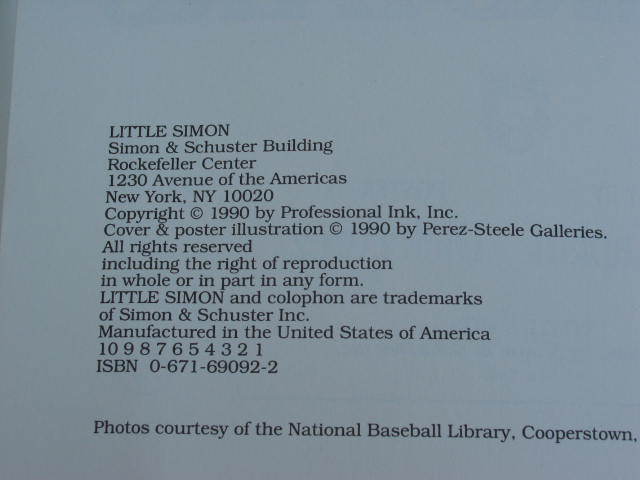 LITTLE SIMON
Simon & Schuster Building
Rockefeller Center
1230 Avenue of the Americas
New York, NY 10020
Copyright © 1990 by Professional Ink, Inc.
Cover & poster illustration © 1990 by Perez-Steele Galleries.
All rights reserved
including the right of reproduction
in whole or in part in any form.
LITTLE SIMON and colophon are trademarks
of Simon & Schuster Inc.
Manufactured in the United States of America
10 9 8 7 6 5 4 3 2 1
ISBN 0-671-69092-2
Photos courtesy of the National Baseball Library, Cooperstown,